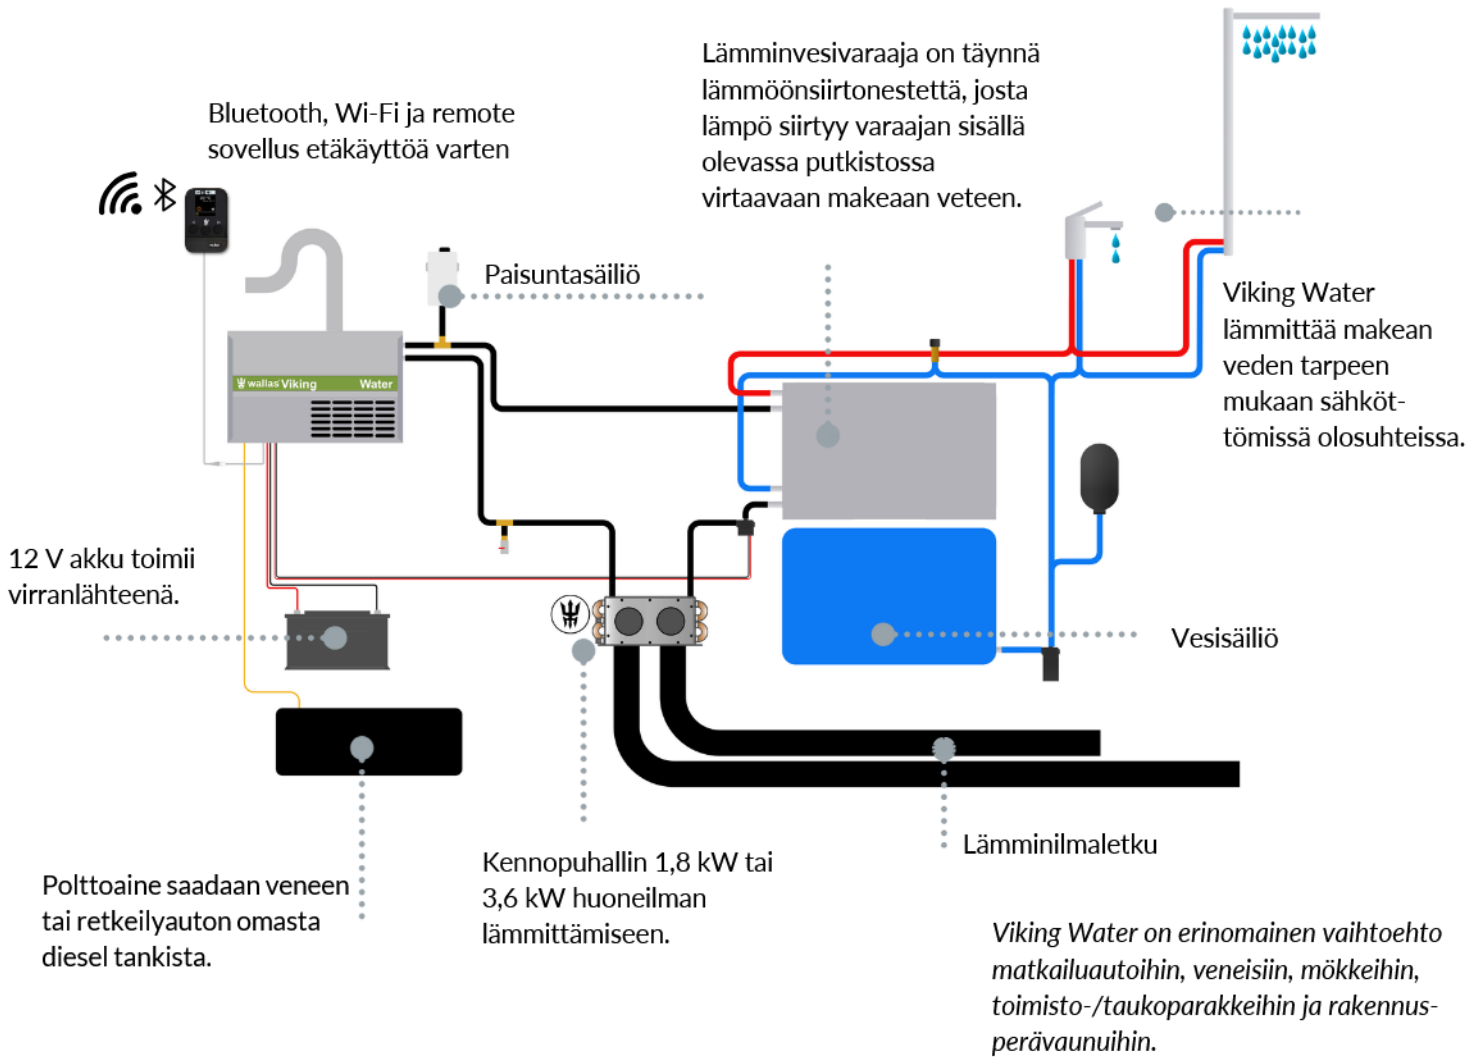 Lämminvesivaraaja on täynnä
lämmöönsiirtonestettä, josta
lämpö siirtyy varaajan sisällä
olevassa putkistossa
virtaavaan makeaan veteen.
Bluetooth, Wi-Fi ja remote
sovellus etäkäyttöä varten
Paisuntasäiliö
Viking Water
lämmittää makean
veden tarpeen
mukaan sähköt-
tömissä olosuhteissa.
wallas Viking Water
12 V akku toimii
virranlähteenä.
Vesisäiliö
Lämminilmaletku
Kennopuhallin 1,8 kW tai
3,6 kW huoneilman
lämmittämiseen.
Polttoaine saadaan veneen
tai retkeilyauton omasta
diesel tankista.
Viking Water on erinomainen vaihtoehto
matkailuautoihin, veneisiin, mökkeihin,
toimisto-/taukoparakkeihin ja rakennus-
perävaunuihin.